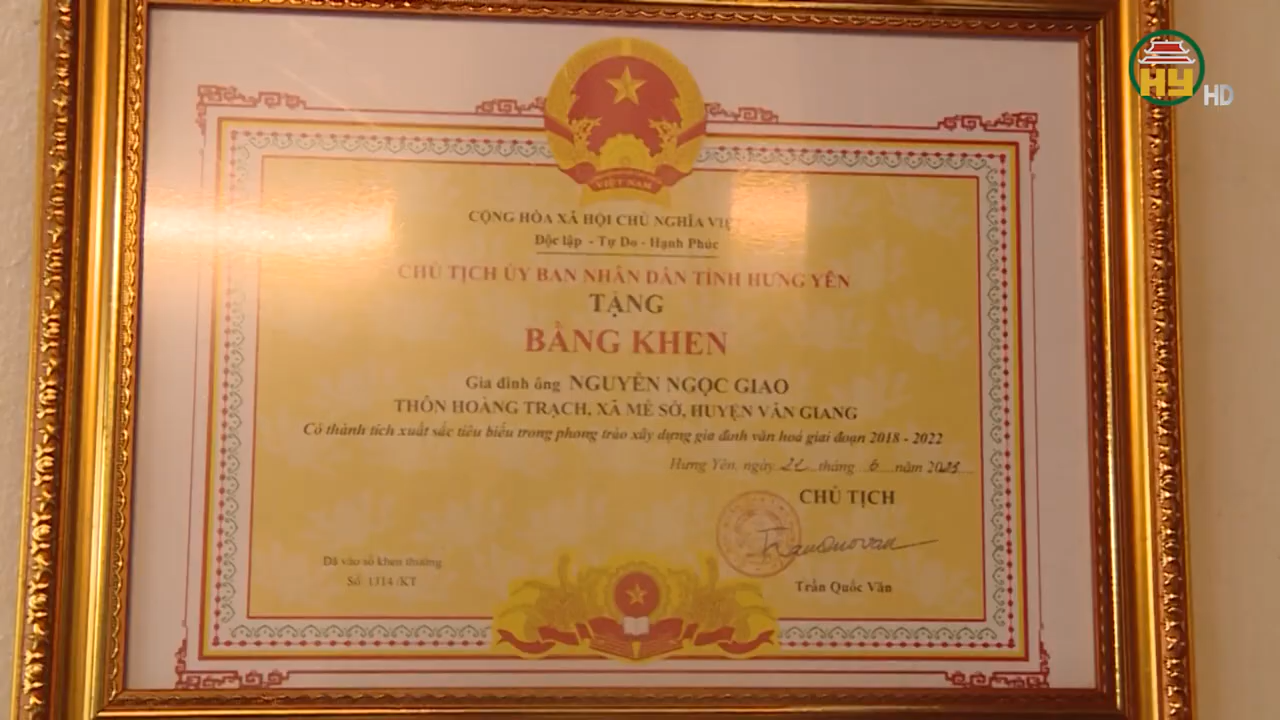 HY HD
VIỆT NAM
CỘNG HÒA XÃ HỘI CHỦ NGHĨA VIỆ
Độc lập - Tự Do - Hạnh Phúc
CHỦ TỊCH ỦY BAN NHÂN DÂN TỈNH HƯNG YÊN
TẶNG
BẰNG KHEN
Gia đình ông NGUYỄN NGỌC GIAO
THÔN HOÀNG TRẠCH, XÃ MỄ SỞ, HUYỆN VĂN GIANG
Có thành tích xuất sắc tiêu biểu trong phong trào xây dựng gia đình văn hoá giai đoạn 2018 - 2022
Hưng Yên, ngày 22 tháng 6 năm 2023
CHỦ TỊCH
Đã vào sổ khen thưởng
Số: 1314 /KT
Trần Quốc Văn